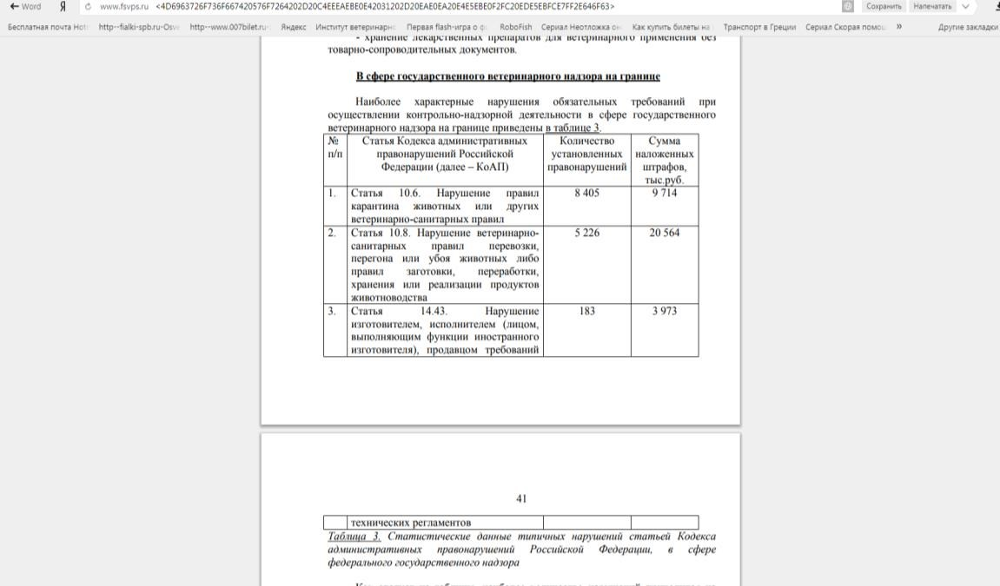 Word
Я
www.fsvps.ru <4D6963726F736F667420576F7264202D20C4EEEAEBE0E42031202D20EAE0EA20E4E5EBE0F2FC20EDE5EBFCE7FF2E646F63>
Сохранить
Напечатать
Бесплатная почта Hot
http--fialki-spb.ru-Osve
http--www.007bilet.ru-
Яндекс
Институт ветеринарно
Первая flash-игра о ф
RoboFish
Сериал Неотложка он
Как купить билеты на
Транспорт в Греции
Сериал Скорая помощ
»
Другие закладки
- хранение лекарственных препаратов для ветеринарного применения без
товарно-сопроводительных документов.
В сфере государственного ветеринарного надзора на границе
Наиболее характерные нарушения обязательных требований при
осуществлении контрольно-надзорной деятельности в сфере государственного
ветеринарного надзора на границе приведены в таблице 3.
№
п/п
Статья Кодекса административных
правонарушений Российской
Федерации (далее – КоАП)
Количество
установленных
правонарушений
Сумма
наложенных
штрафов,
тыс.руб.
1.
Статья 10.6. Нарушение правил
карантина животных или других
ветеринарно-санитарных правил
8 405
9 714
2.
Статья 10.8. Нарушение ветеринарно-
санитарных правил перевозки,
перегона или убоя животных либо
правил заготовки, переработки,
хранения или реализации продуктов
животноводства
5 226
20 564
3.
Статья 14.43. Нарушение
изготовителем, исполнителем (лицом,
выполняющим функции иностранного
изготовителя), продавцом требований
183
3 973
41
технических регламентов
Таблица 3. Статистические данные типичных нарушений статьей Кодекса
административных правонарушений Российской Федерации, в сфере
федерального государственного надзора